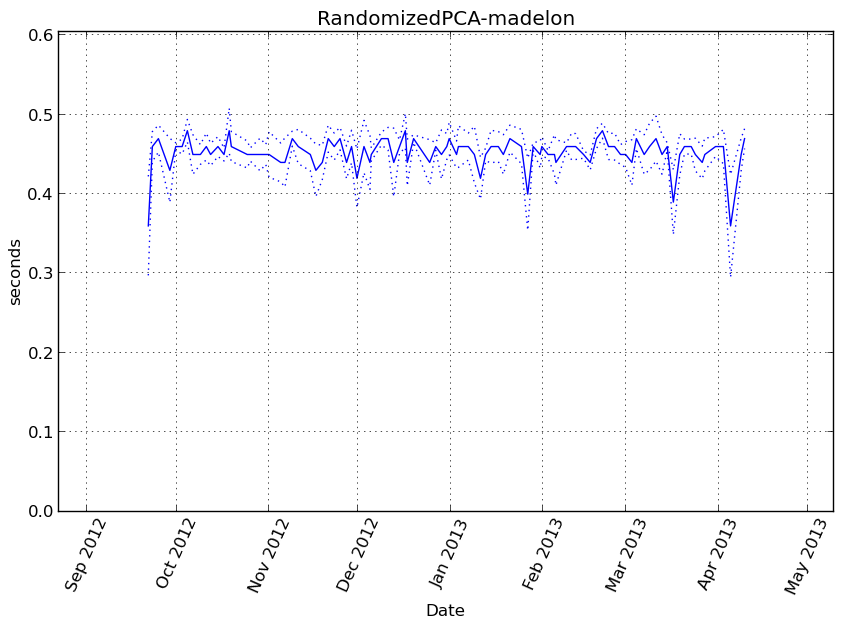 RandomizedPCA-madelon
0.6
0.5
0.4
0.3
0.2
0.1
0.0
seconds
Sep 2012
Oct 2012
Nov 2012
Dec 2012
Jan 2013
Feb 2013
Mar 2013
Apr 2013
May 2013
Date